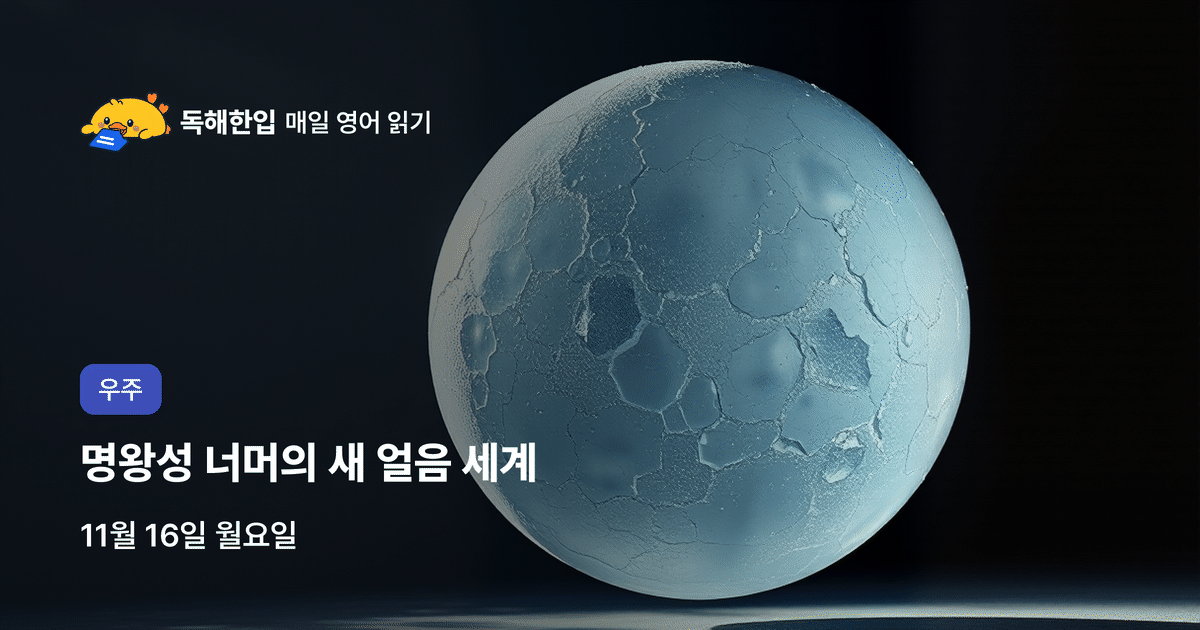 독해한입 매일 영어 읽기
우주
명왕성 너머의 새 얼음 세계
11월 16일 월요일